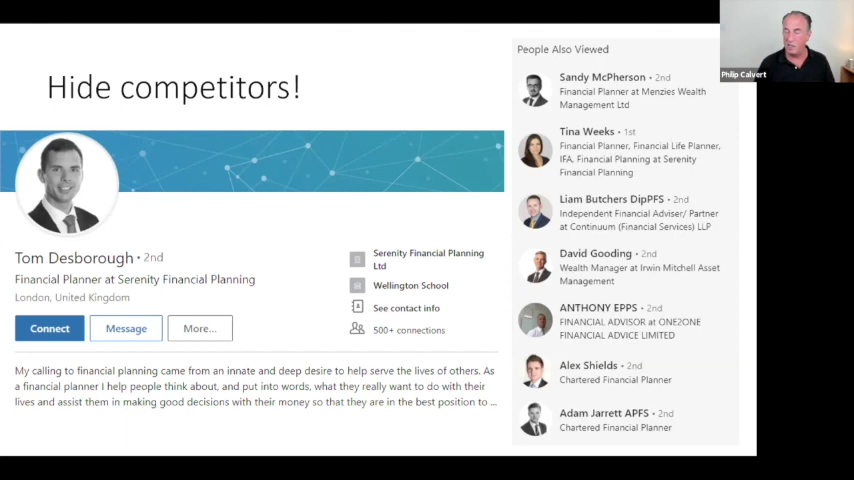 Hide competitors!
Tom Desborough • 2nd
Financial Planner at Serenity Financial Planning
London, United Kingdom
Connect
Message
More...
Serenity Financial Planning
Ltd
Wellington School
See contact info
500+ connections
My calling to financial planning came from an innate and deep desire to help serve the lives of others. As
a financial planner I help people think about, and put into words, what they really want to do with their
lives and assist them in making good decisions with their money so that they are in the best position to ...
People Also Viewed
Sandy McPherson • 2nd
Financial Planner at Menzies Wealth
Management Ltd
Tina Weeks • 1st
Financial Planner, Financial Life Planner,
IFA, Financial Planning at Serenity
Financial Planning
Liam Butchers DipPFS • 2nd
Independent Financial Adviser/ Partner
at Continuum (Financial Services) LLP
David Gooding • 2nd
Wealth Manager at Irwin Mitchell Asset
Management
ANTHONY EPPS • 2nd
FINANCIAL ADVISOR at ONE2ONE
FINANCIAL ADVICE LIMITED
Alex Shields • 2nd
Chartered Financial Planner
Adam Jarrett APFS • 2nd
Chartered Financial Planner
Philip Calvert